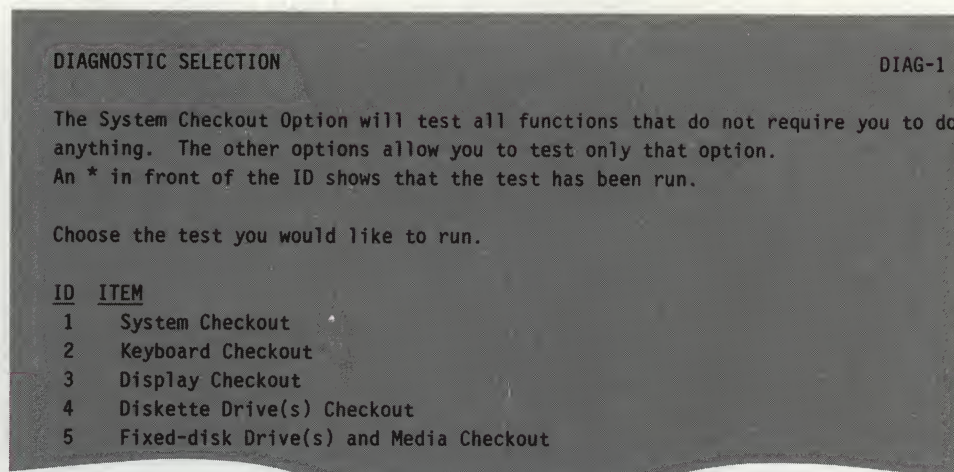 DIAGNOSTIC SELECTION DIAG-1
The System Checkout Option will test all functions that do not require you to do
anything. The other options allow you to test only that option.
An * in front of the ID shows that the test has been run.
Choose the test you would like to run.
ID ITEM
1 System Checkout
2 Keyboard Checkout
3 Display Checkout
4 Diskette Drive(s) Checkout
5 Fixed-disk Drive(s) and Media Checkout